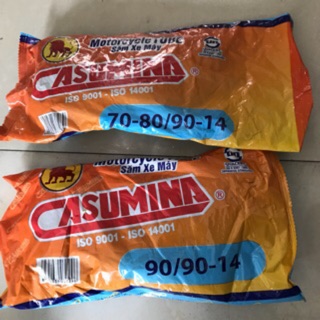 Motorcycle TUBE
Săm Xe Máy
CASUMINA®
ISO 9001 - ISO 14001
70-80/90-14
Motorcycle
Săm Xe Máy
CASUMINA®
ISO 9001 - ISO 14001
90/90-14